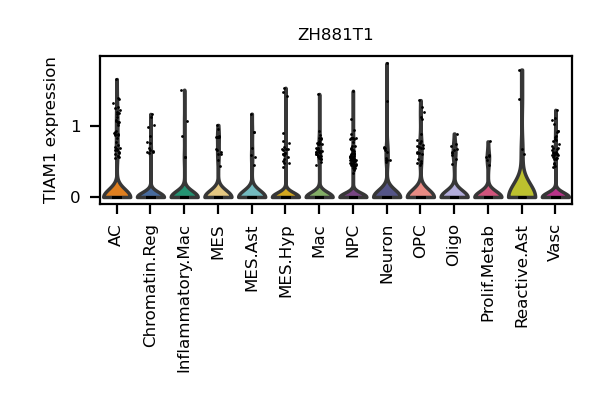 ZH881T1
TIAM1 expression
1
0
AC
Chromatin.Reg
Inflammatory.Mac
MES
MES.Ast
MES.Hyp
Mac
NPC
Neuron
OPC
Oligo
Prolif.Metab
Reactive.Ast
Vasc